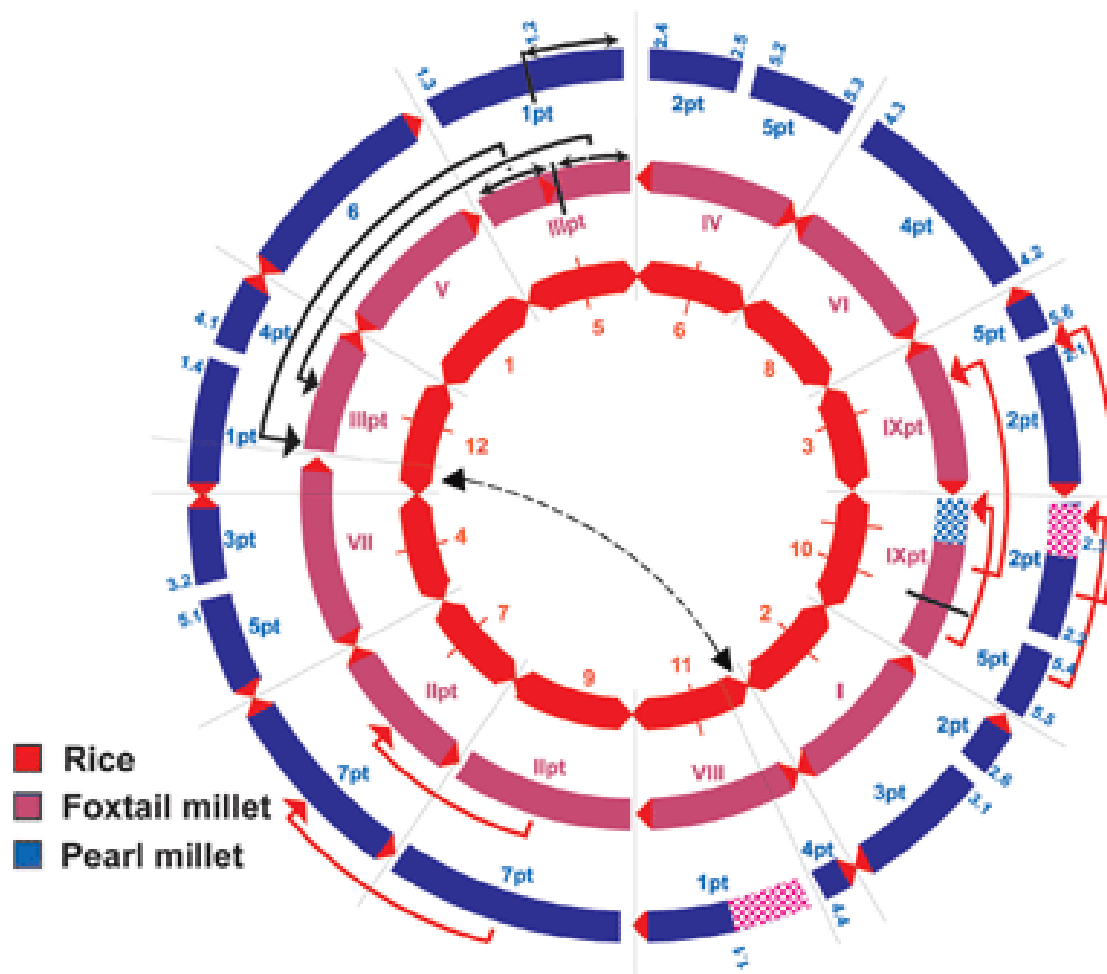 1.3
1.2
2.4
2.5
5.2
5.3
4.3
1pt
2pt
5pt
4pt
4.2
6
IIIpt
IV
VI
V
5
6
1
8
4.1
4pt
5pt
5.6
2.1
1.4
1pt
IIIpt
12
3
IXpt
2pt
3pt
VII
4
10
IXpt
2pt
2.3
3.2
5.1
5pt
7
2
2.2
5pt
5.4
5.5
IIpt
9
11
I
2pt
2.6
Rice
7pt
IIpt
VIII
3pt
3.1
Foxtail millet
Pearl millet
7pt
1pt
4pt
4.4
1.1